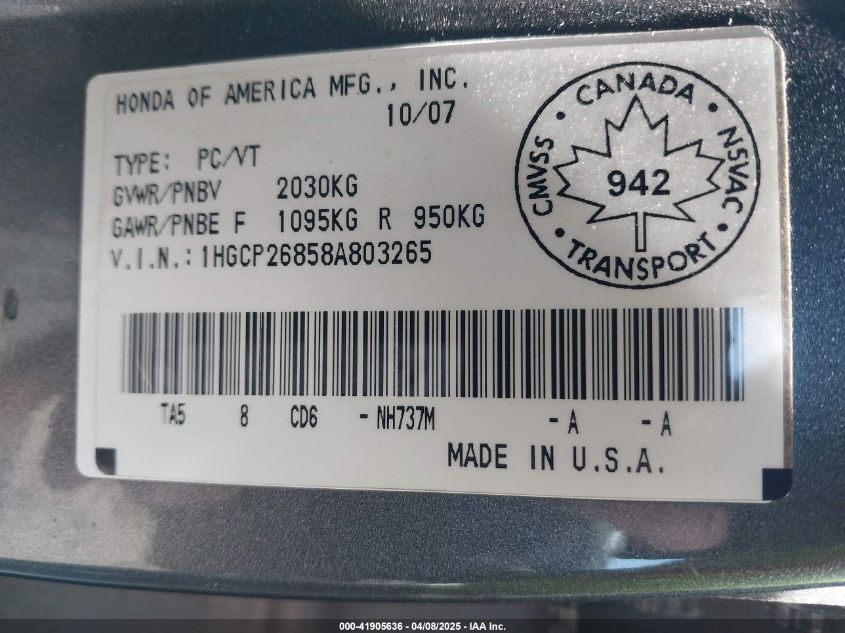 HONDA OF AMERICA MFG., INC.
10/07
TYPE: PC/VT
GVWR/PNBV 2030KG
GAWR/PNBE F 1095KG R 950KG
V.I.N.: 1HGCP26858A803265
• CANADA •
CMVSS
942
NSVAC
• TRANSPORT •
TA5 8 CD6 - NH737M - A - A
MADE IN U.S.A.
000-41905636 - 04/08/2025 - IAA Inc.